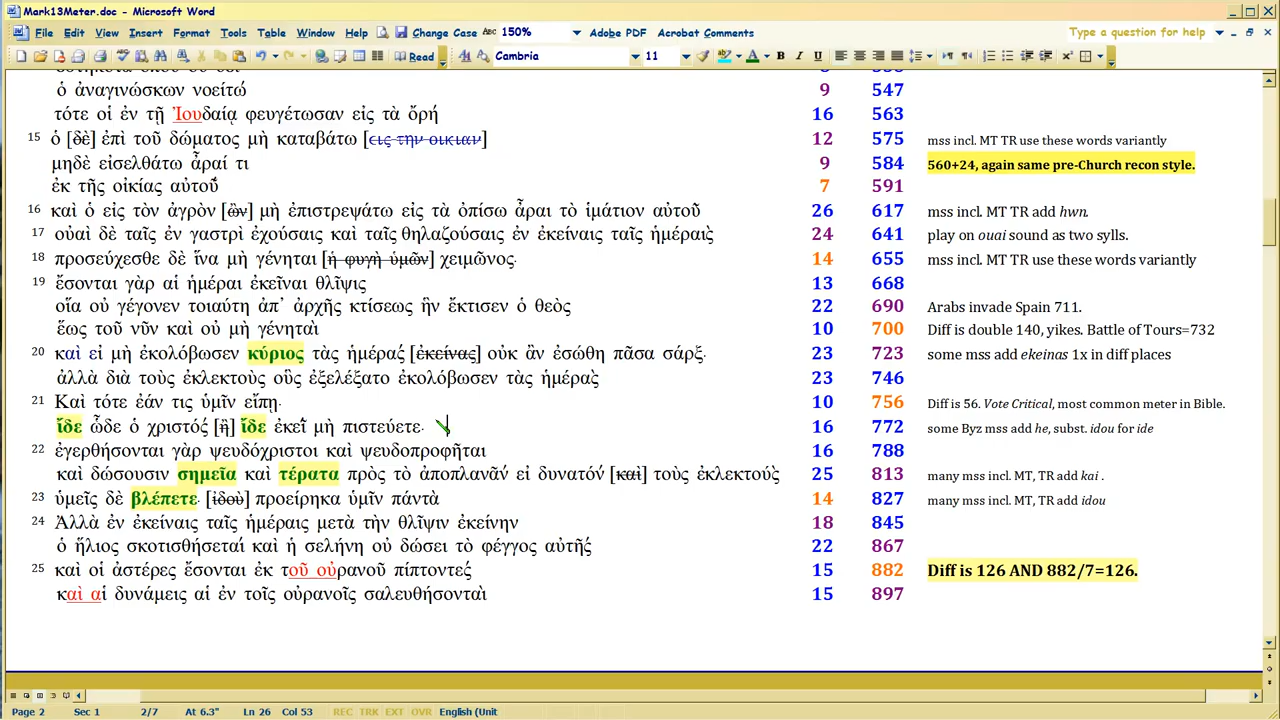 Mark13Meter.doc - Microsoft Word
File Edit View Insert Format Tools Table Window Help Change Case 150% Adobe PDF Acrobat Comments Type a question for help
Read Cambria 11
ὁ ἀναγινώσκων νοείτώ 9 547
τότε οἱ ἐν τῇ Ἰουδαίᾳ φευγέτωσαν εἰς τὰ ὄρή 16 563
15 ὁ [δὲ] ἐπὶ τοῦ δώματος μὴ καταβάτω [εις την οικιαν] 12 575 mss incl. MT TR use these words variantly
μηδὲ εἰσελθάτω ἆραί τι 9 584 560+24, again same pre-Church recon style.
ἐκ τῆς οἰκίας αὐτοῦ 7 591
16 καὶ ὁ εἰς τὸν ἀγρὸν [ὢν] μὴ ἐπιστρεψάτω εἰς τὰ ὀπίσω ἆραι τὸ ἱμάτιον αὐτοῦ 26 617 mss incl. MT TR add hwn.
17 οὐαὶ δὲ ταῖς ἐν γαστρὶ ἐχούσαις καὶ ταῖς θηλαζούσαις ἐν ἐκείναις ταῖς ἡμέραις 24 641 play on ouai sound as two sylls.
18 προσεύχεσθε δὲ ἵνα μὴ γένηται [ἡ φυγὴ ὑμῶν] χειμῶνος· 14 655 mss incl. MT TR use these words variantly
19 ἔσονται γὰρ αἱ ἡμέραι ἐκεῖναι θλῖψις 13 668
οἵα οὐ γέγονεν τοιαύτη ἀπ’ ἀρχῆς κτίσεως ἣν ἔκτισεν ὁ θεὸς 22 690 Arabs invade Spain 711.
ἕως τοῦ νῦν καὶ οὐ μὴ γένηται 10 700 Diff is double 140, yikes. Battle of Tours=732
20 καὶ εἰ μὴ ἐκολόβωσεν κύριος τὰς ἡμέρας [ἐκείνας] οὐκ ἂν ἐσώθη πᾶσα σάρξ· 23 723 some mss add ekeinas 1x in diff places
ἀλλὰ διὰ τοὺς ἐκλεκτοὺς οὓς ἐξελέξατο ἐκολόβωσεν τὰς ἡμέρας 23 746
21 Καὶ τότε ἐάν τις ὑμῖν εἴπῃ· 10 756 Diff is 56. Vote Critical, most common meter in Bible.
ἴδε ὧδε ὁ χριστός [ἢ] ἴδε ἐκεῖ μὴ πιστεύετε· 16 772 some Byz mss add he, subst. idou for ide
22 ἐγερθήσονται γὰρ ψευδόχριστοι καὶ ψευδοπροφῆται 16 788
καὶ δώσουσιν σημεῖα καὶ τέρατα πρὸς τὸ ἀποπλανᾶν εἰ δυνατόν [καὶ] τοὺς ἐκλεκτοὺς 25 813 many mss incl. MT, TR add kai .
23 ὑμεῖς δὲ βλέπετε· [ἰδοὺ] προείρηκα ὑμῖν πάντὰ 14 827 many mss incl. MT, TR add idou
24 Ἀλλὰ ἐν ἐκείναις ταῖς ἡμέραις μετὰ τὴν θλῖψιν ἐκείνην 18 845
ὁ ἥλιος σκοτισθήσεταί καὶ ἡ σελήνη οὐ δώσει τὸ φέγγος αὐτῆς 22 867
25 καὶ οἱ ἀστέρες ἔσονται ἐκ τοῦ οὐρανοῦ πίπτοντες 15 882 Diff is 126 AND 882/7=126.
καὶ αἱ δυνάμεις αἱ ἐν τοῖς οὐρανοῖς σαλευθήσονταὶ 15 897
Page 2 Sec 1 2/7 At 6.3" Ln 26 Col 53 REC TRK EXT OVR English (Unit